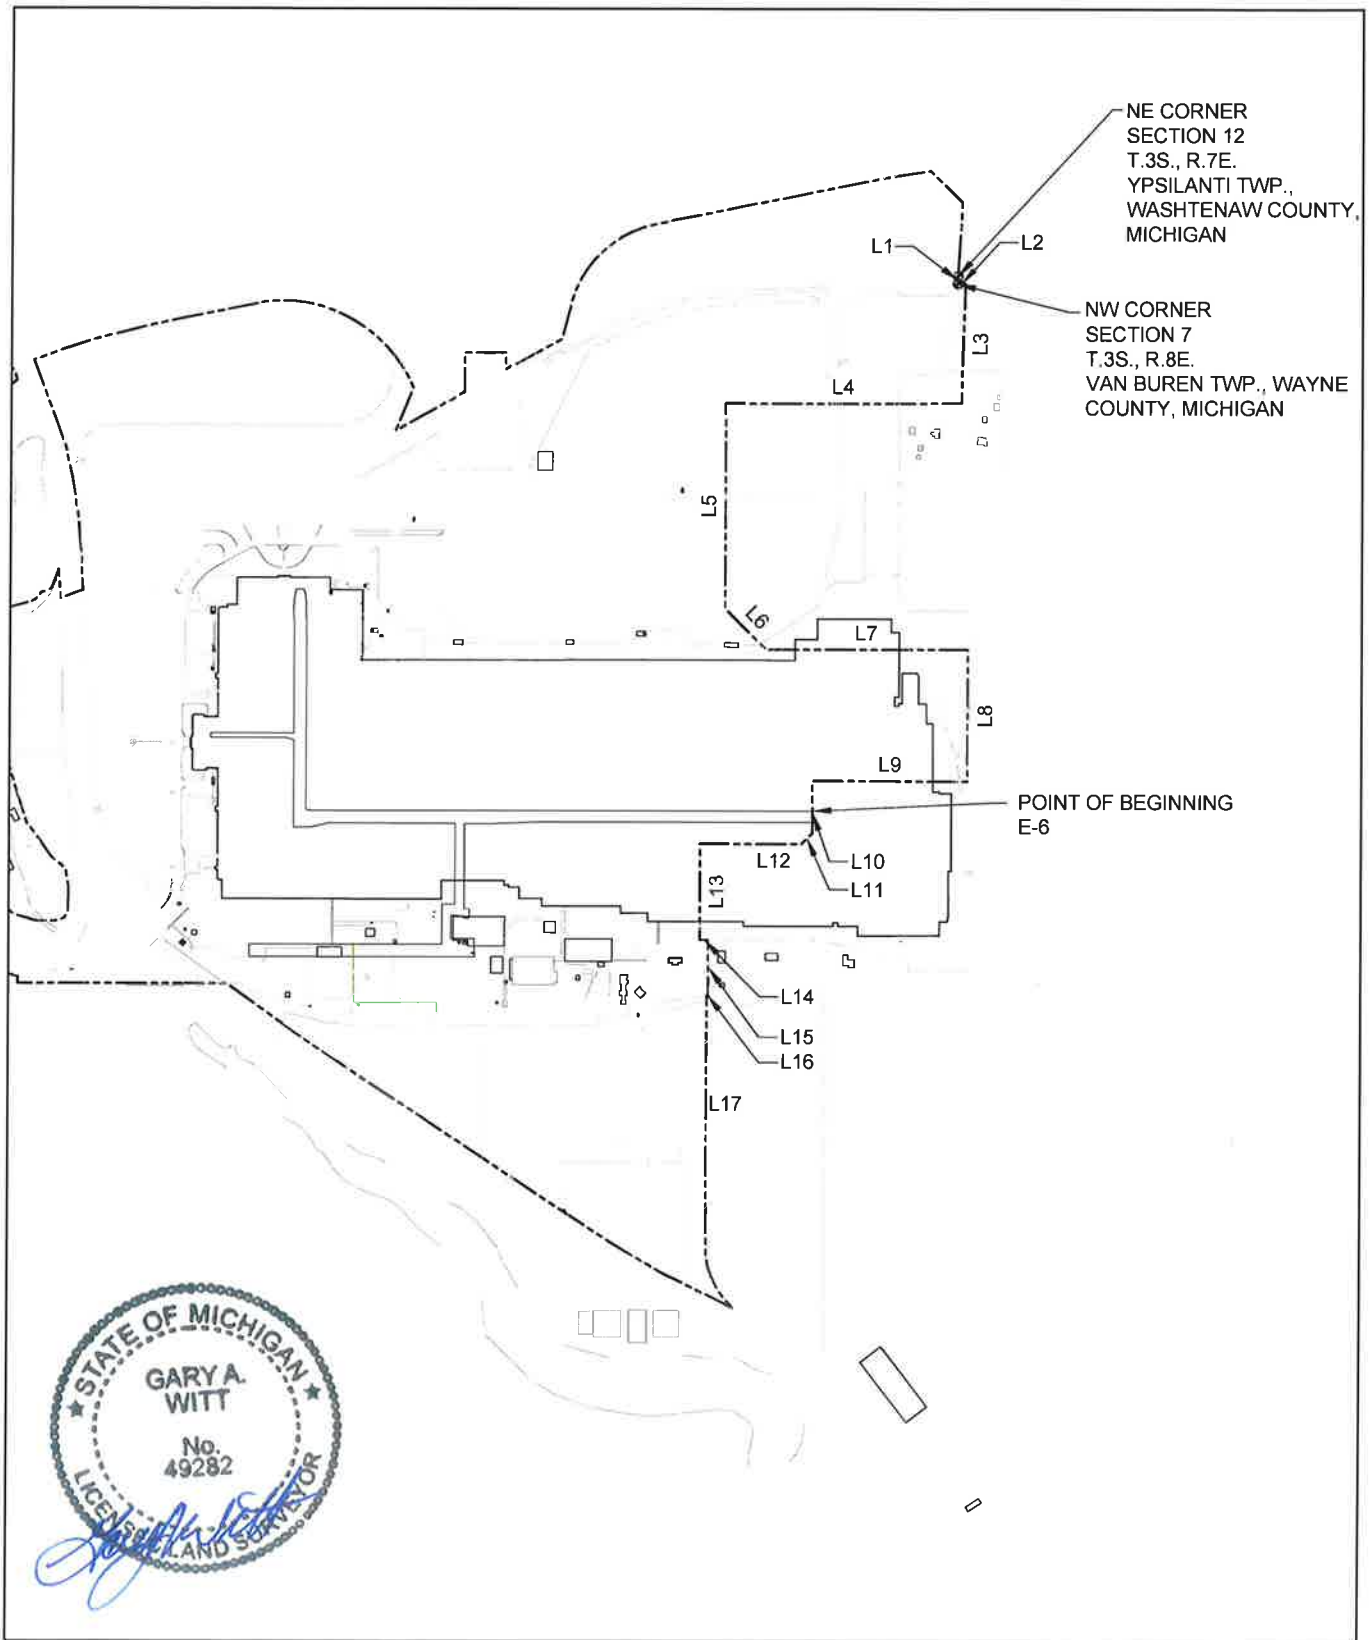 NE CORNER
SECTION 12
T.3S., R.7E.
YPSILANTI TWP.,
WASHTENAW COUNTY,
MICHIGAN
L1
L2
NW CORNER
SECTION 7
T.3S., R.8E.
VAN BUREN TWP., WAYNE
COUNTY, MICHIGAN
L3
L4
L5
L6
L7
L8
L9
POINT OF BEGINNING
E-6
L10
L11
L12
L13
L14
L15
L16
L17
STATE OF MICHIGAN
GARY A.
WITT
No.
49282
LICENSED LAND SURVEYOR